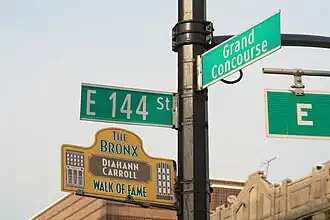 Grand
Concourse
E 144 St
E
THE
BRONX
DIAHANN
CARROLL
WALK OF FAME